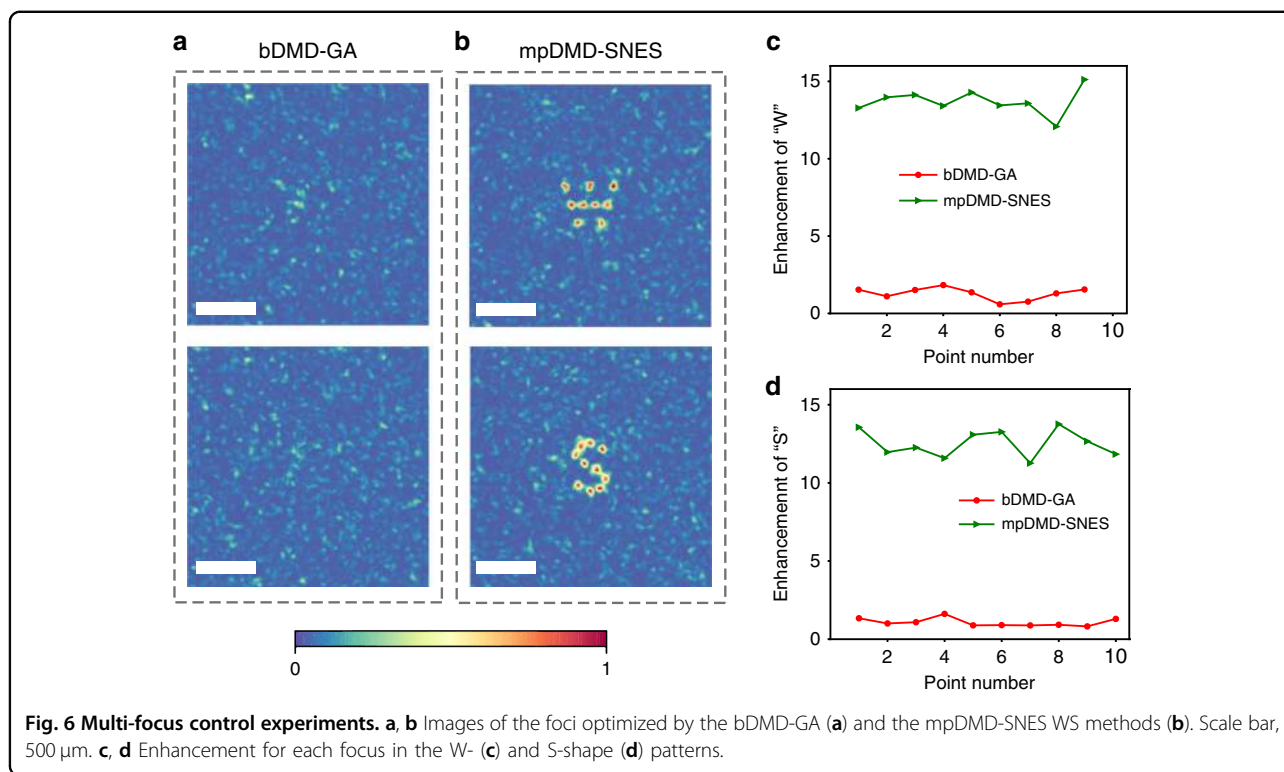 a
bDMD-GA
b
mpDMD-SNES
0
1
c
15
10
5
0
Enhancement of "W"
bDMD-GA
mpDMD-SNES
2 4 6 8 10
Point number
d
15
10
5
0
Enhancemennt of "S"
bDMD-GA
mpDMD-SNES
2 4 6 8 10
Point number
Fig. 6 Multi-focus control experiments. a, b Images of the foci optimized by the bDMD-GA (a) and the mpDMD-SNES WS methods (b). Scale bar,
500 µm. c, d Enhancement for each focus in the W- (c) and S-shape (d) patterns.